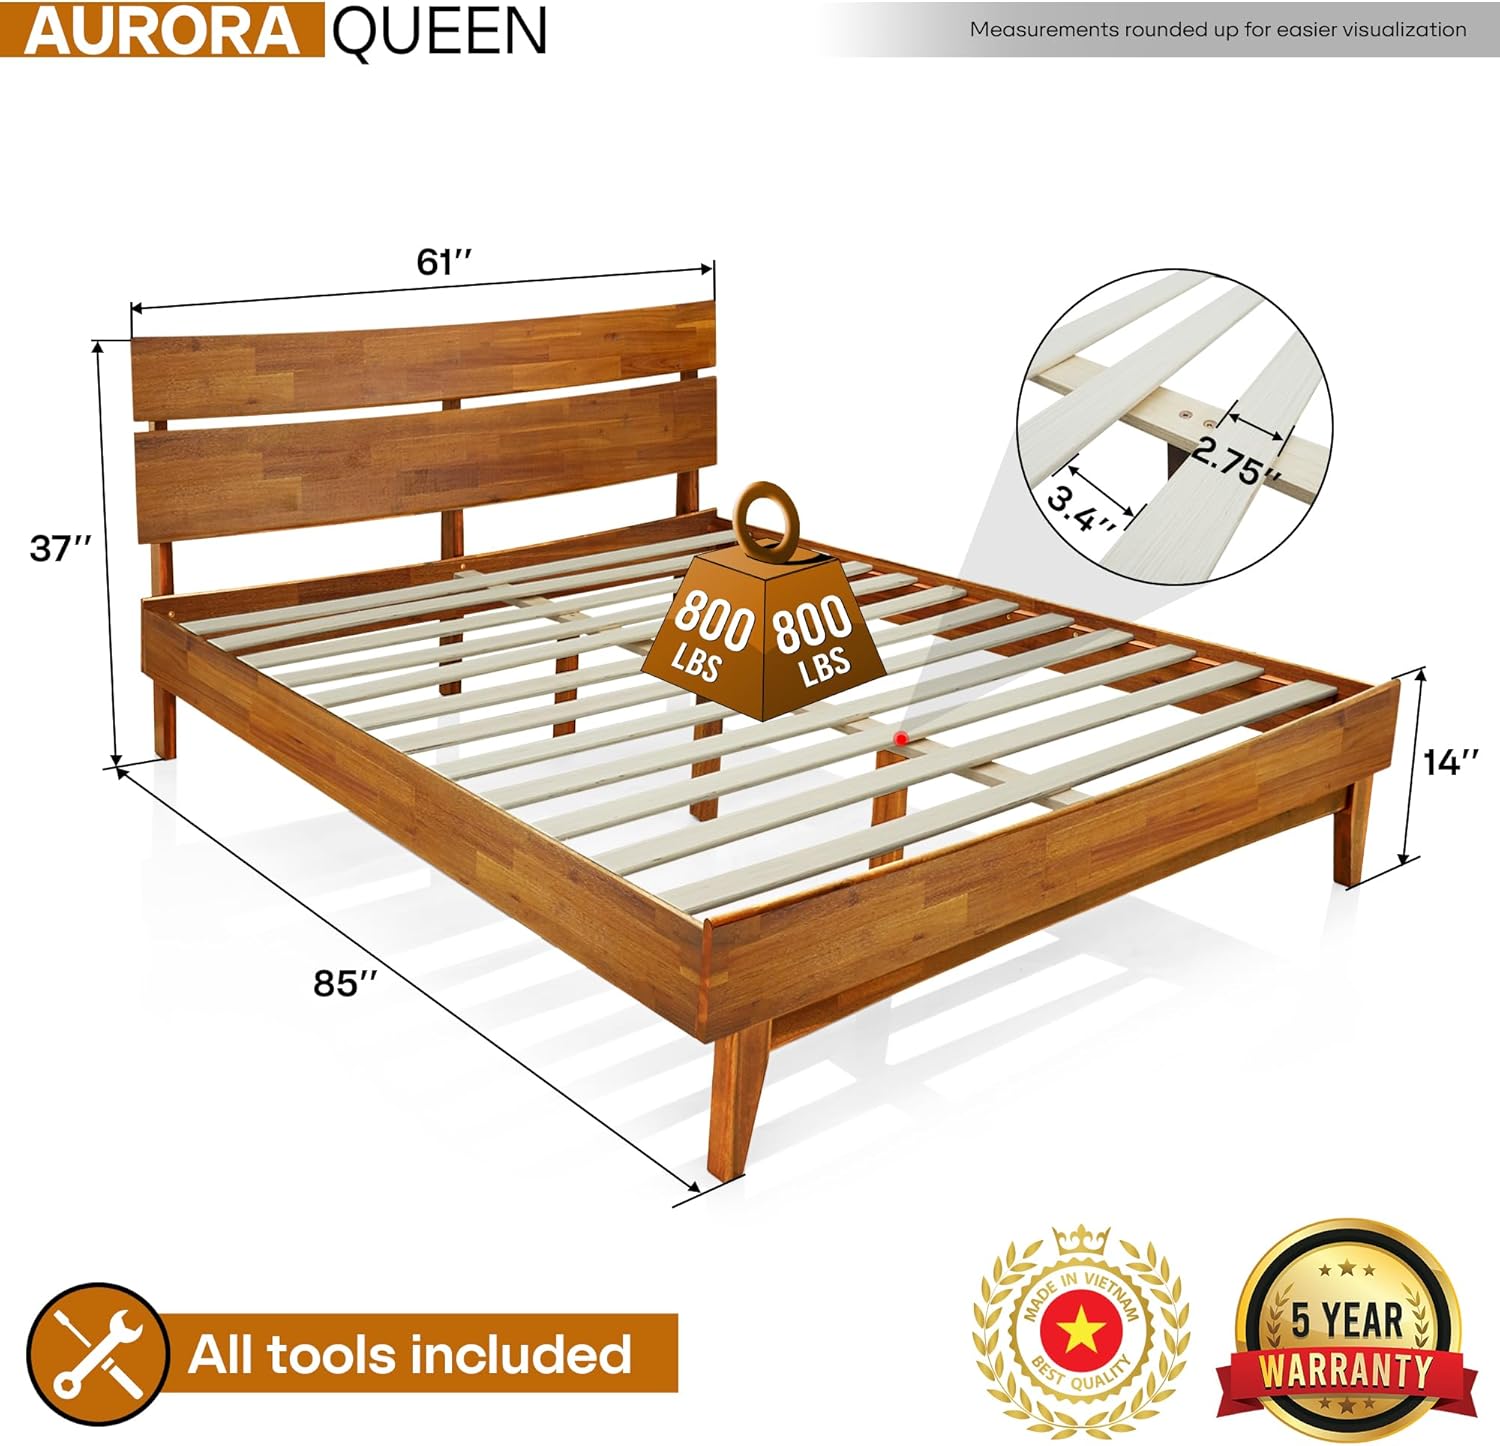 AURORA QUEEN
Measurements rounded up for easier visualization
61''
37''
2.75''
3.4''
800 LBS
800 LBS
14''
85''
All tools included
MADE IN VIETNAM
BEST QUALITY
5 YEAR
WARRANTY